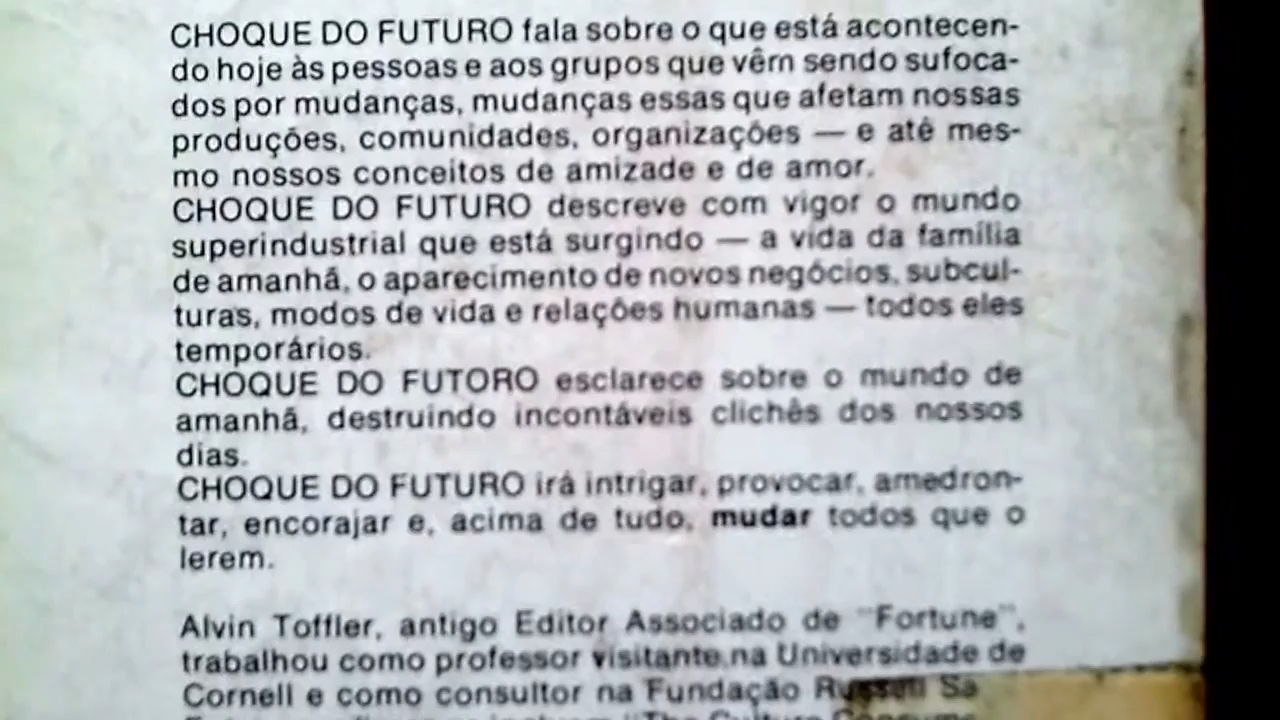 CHOQUE DO FUTURO fala sobre o que está acontecen-
do hoje às pessoas e aos grupos que vêm sendo sufoca-
dos por mudanças, mudanças essas que afetam nossas
produções, comunidades, organizações — e até mes-
mo nossos conceitos de amizade e de amor.
CHOQUE DO FUTURO descreve com vigor o mundo
superindustrial que está surgindo — a vida da família
de amanhã, o aparecimento de novos negócios, subcul-
turas, modos de vida e relações humanas — todos eles
temporários.
CHOQUE DO FUTORO esclarece sobre o mundo de
amanhã, destruindo incontáveis clichês dos nossos
dias.
CHOQUE DO FUTURO irá intrigar, provocar, amedron-
tar, encorajar e, acima de tudo, mudar todos que o
lerem.
Alvin Toffler, antigo Editor Associado de "Fortune",
trabalhou como professor visitante na Universidade de
Cornell e como consultor na Fundação Russell Sa
"The Culture